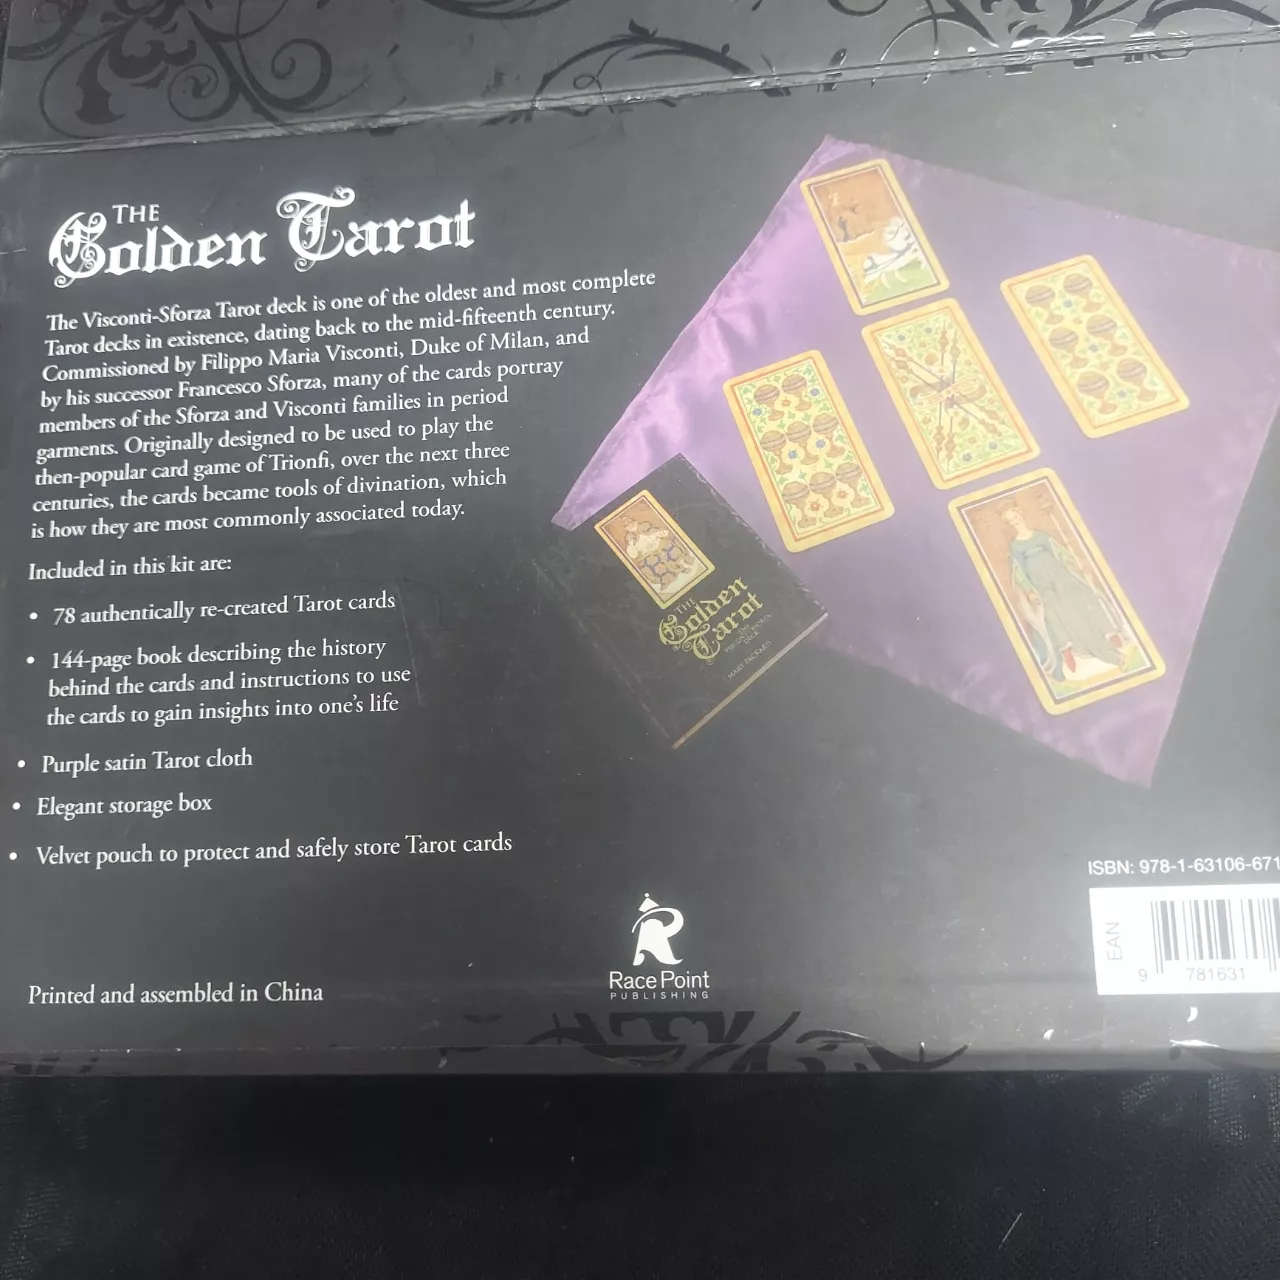 THE
Golden Tarot
The Visconti-Sforza Tarot deck is one of the oldest and most complete
Tarot decks in existence, dating back to the mid-fifteenth century.
Commissioned by Filippo Maria Visconti, Duke of Milan, and
by his successor Francesco Sforza, many of the cards portray
members of the Sforza and Visconti families in period
garments. Originally designed to be used to play the
then-popular card game of Trionfi, over the next three
centuries, the cards became tools of divination, which
is how they are most commonly associated today.
Included in this kit are:
• 78 authentically re-created Tarot cards
• 144-page book describing the history
behind the cards and instructions to use
the cards to gain insights into one's life
• Purple satin Tarot cloth
• Elegant storage box
• Velvet pouch to protect and safely store Tarot cards
Printed and assembled in China
THE
Golden
Tarot
MARY PACKARD
Race Point
PUBLISHING
ISBN: 978-1-63106-671
EAN
9 781631